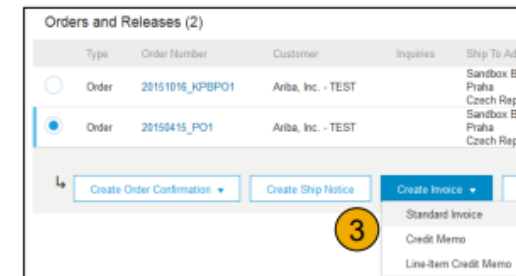 Orders and Releases (2)
Type Order Number Customer Inquiries Ship To Ad
Sandbox B
Order 20151016_KPBPO1 Ariba, Inc. - TEST Praha
Czech Rep
Sandbox B
Order 20150415_PO1 Ariba, Inc. - TEST Praha
Czech Rep
Create Order Confirmation Create Ship Notice Create Invoice
3
Standard Invoice
Credit Memo
Line-Item Credit Memo